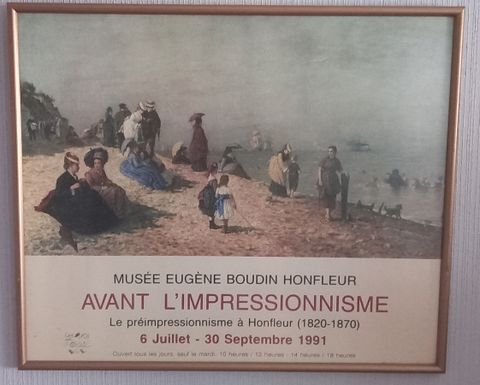 MUSÉE EUGÈNE BOUDIN HONFLEUR
AVANT L'IMPRESSIONNISME
Le préimpressionnisme à Honfleur (1820-1870)
6 Juillet - 30 Septembre 1991
Ouvert tous les jours, sauf le mardi, 10 heures / 12 heures - 14 heures / 18 heures